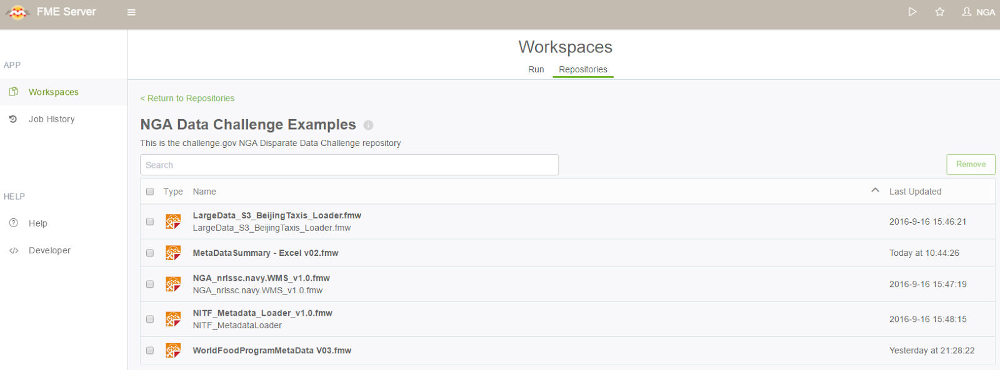 FME Server
NGA
APP
Workspaces
Job History
HELP
Help
Developer
Workspaces
Run Repositories
< Return to Repositories
NGA Data Challenge Examples
This is the challenge.gov NGA Disparate Data Challenge repository
Search
Remove
Type Name Last Updated
LargeData_S3_BeijingTaxis_Loader.fmw
LargeData_S3_BeijingTaxis_Loader.fmw
2016-9-16 15:46:21
MetaDataSummary - Excel v02.fmw Today at 10:44:26
NGA_nrlssc.navy.WMS_v1.0.fmw
NGA_nrlssc.navy.WMS_v1.0.fmw
2016-9-16 15:47:19
NITF_Metadata_Loader_v1.0.fmw
NITF_MetadataLoader
2016-9-16 15:48:15
WorldFoodProgramMetaData V03.fmw Yesterday at 21:28:22